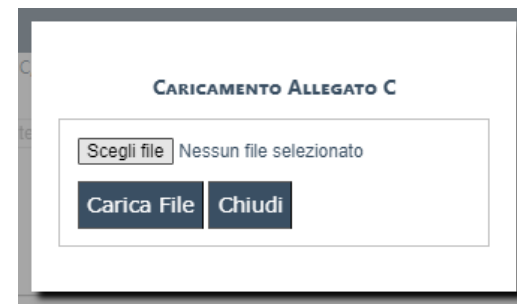 Caricamento Allegato C
Scegli file Nessun file selezionato
Carica File Chiudi